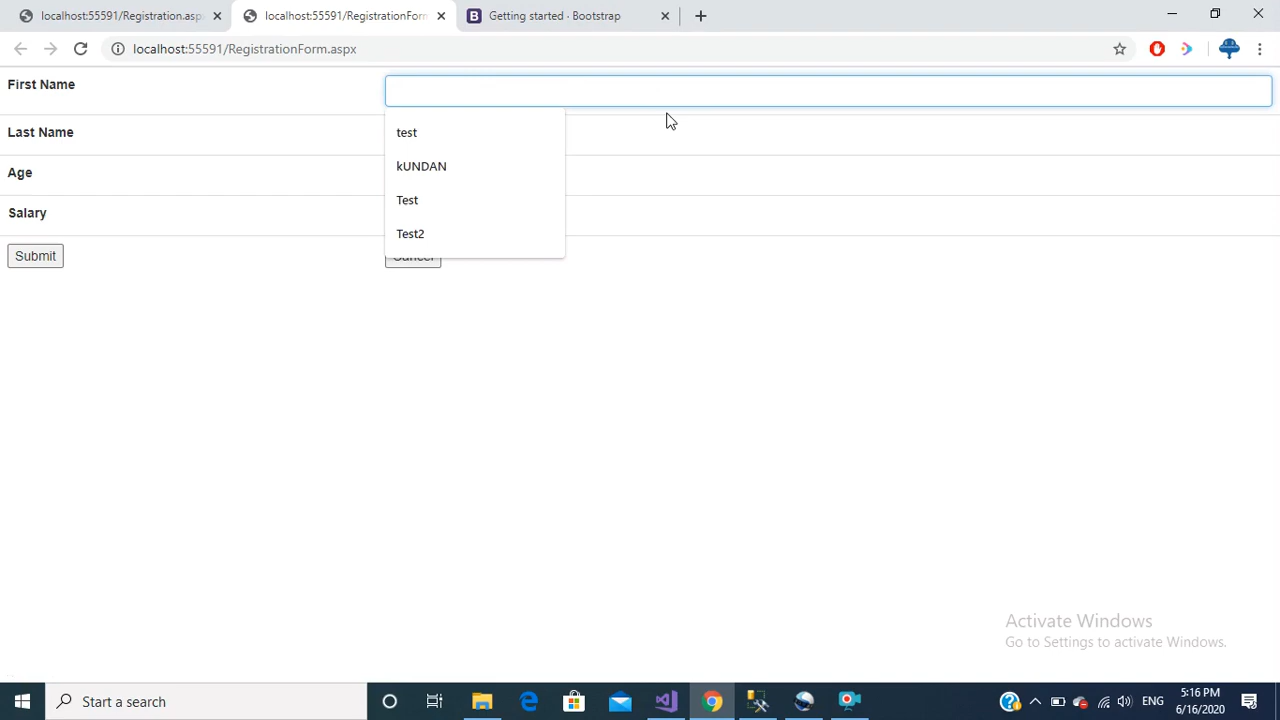 localhost:55591/Registration.asp
localhost:55591/RegistrationForm
Getting started · Bootstrap
localhost:55591/RegistrationForm.aspx
First Name
test
Last Name
kUNDAN
Age
Test
Salary
Test2
Submit
Cancel
Activate Windows
Go to Settings to activate Windows.
Start a search
ENG
5:16 PM
6/16/2020